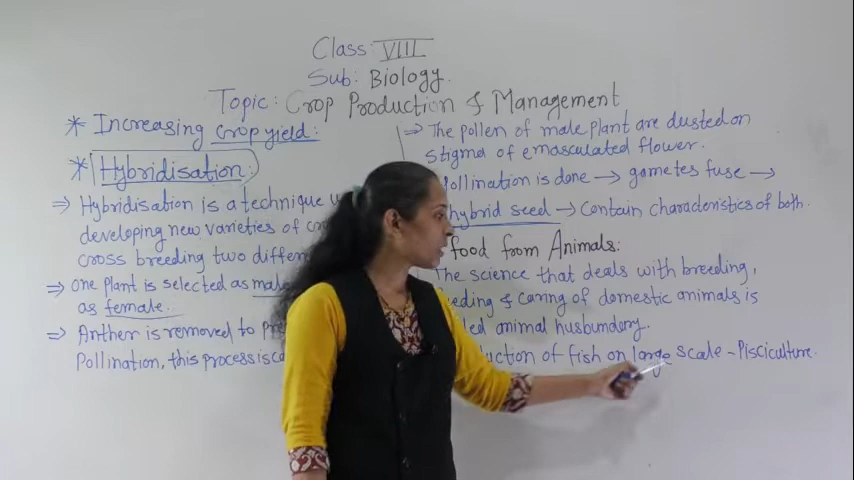 Class: VIII
Sub: Biology.
Topic: Crop Production & Management
* Increasing crop yield:
* Hybridisation:
⇒ Hybridisation is a technique
developing new varieties of
cross breeding two
⇒ one plant is selected as male
as female.
⇒ Anther is removed to
Pollination, this process is
⇒ The pollen of male plant are dusted on
stigma of emasculated flower.
Pollination is done → gametes fuse →
hybrid seed → Contain characteristics of both.
food from Animals:
The science that deals with breeding,
& caring of domestic animals is
animal husbundery.
of fish on large scale - Pisciculture.